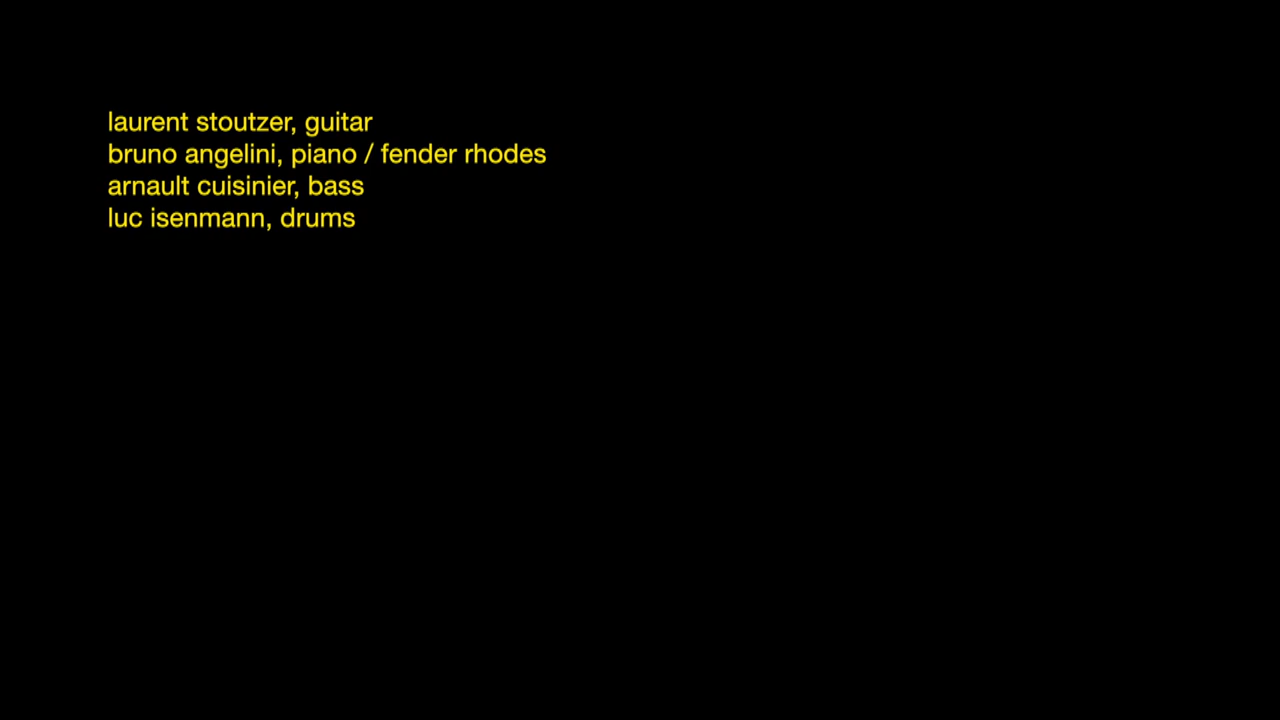 laurent stoutzer, guitar
bruno angelini, piano / fender rhodes
arnault cuisinier, bass
luc isenmann, drums